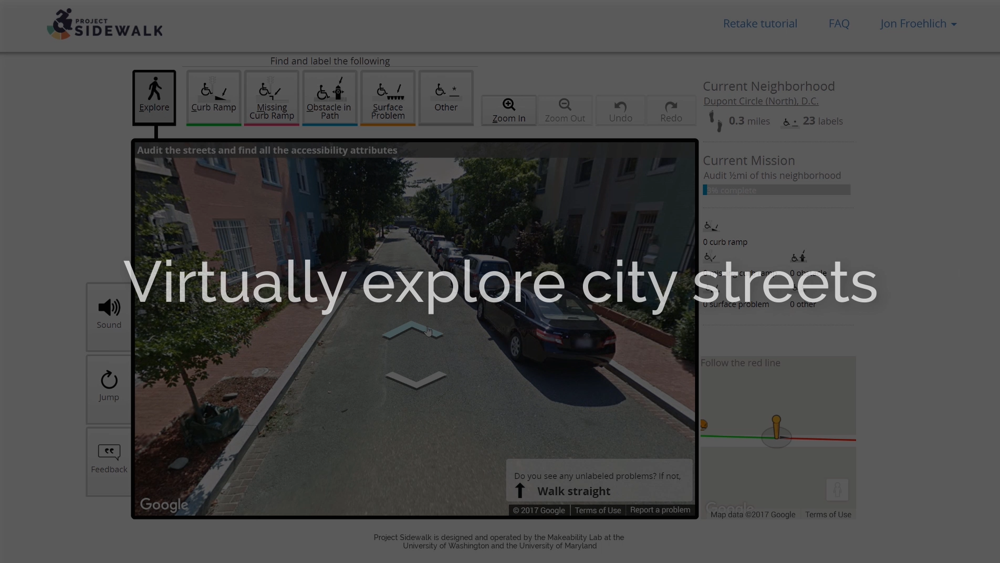 PROJECT
SIDEWALK
Retake tutorial
FAQ
Jon Froehlich
Find and label the following
Explore
Curb Ramp
Missing
Curb Ramp
Obstacle in
Path
Surface
Problem
Other
Zoom In
Zoom Out
Undo
Redo
Current Neighborhood
Dupont Circle (North), D.C.
0.3 miles
23 labels
Audit the streets and find all the accessibility attributes
Current Mission
Audit ½mi of this neighborhood
3% complete
0 curb ramp
0 missing curb ramp
0 obstacle
0 surface problem
0 other
Virtually explore city streets
Sound
Jump
Feedback
Follow the red line
Do you see any unlabeled problems? If not,
Walk straight
Google
© 2017 Google
Terms of Use
Report a problem
Google
Map data ©2017 Google
Terms of Use
Project Sidewalk is designed and operated by the Makeability Lab at the
University of Washington and the University of Maryland